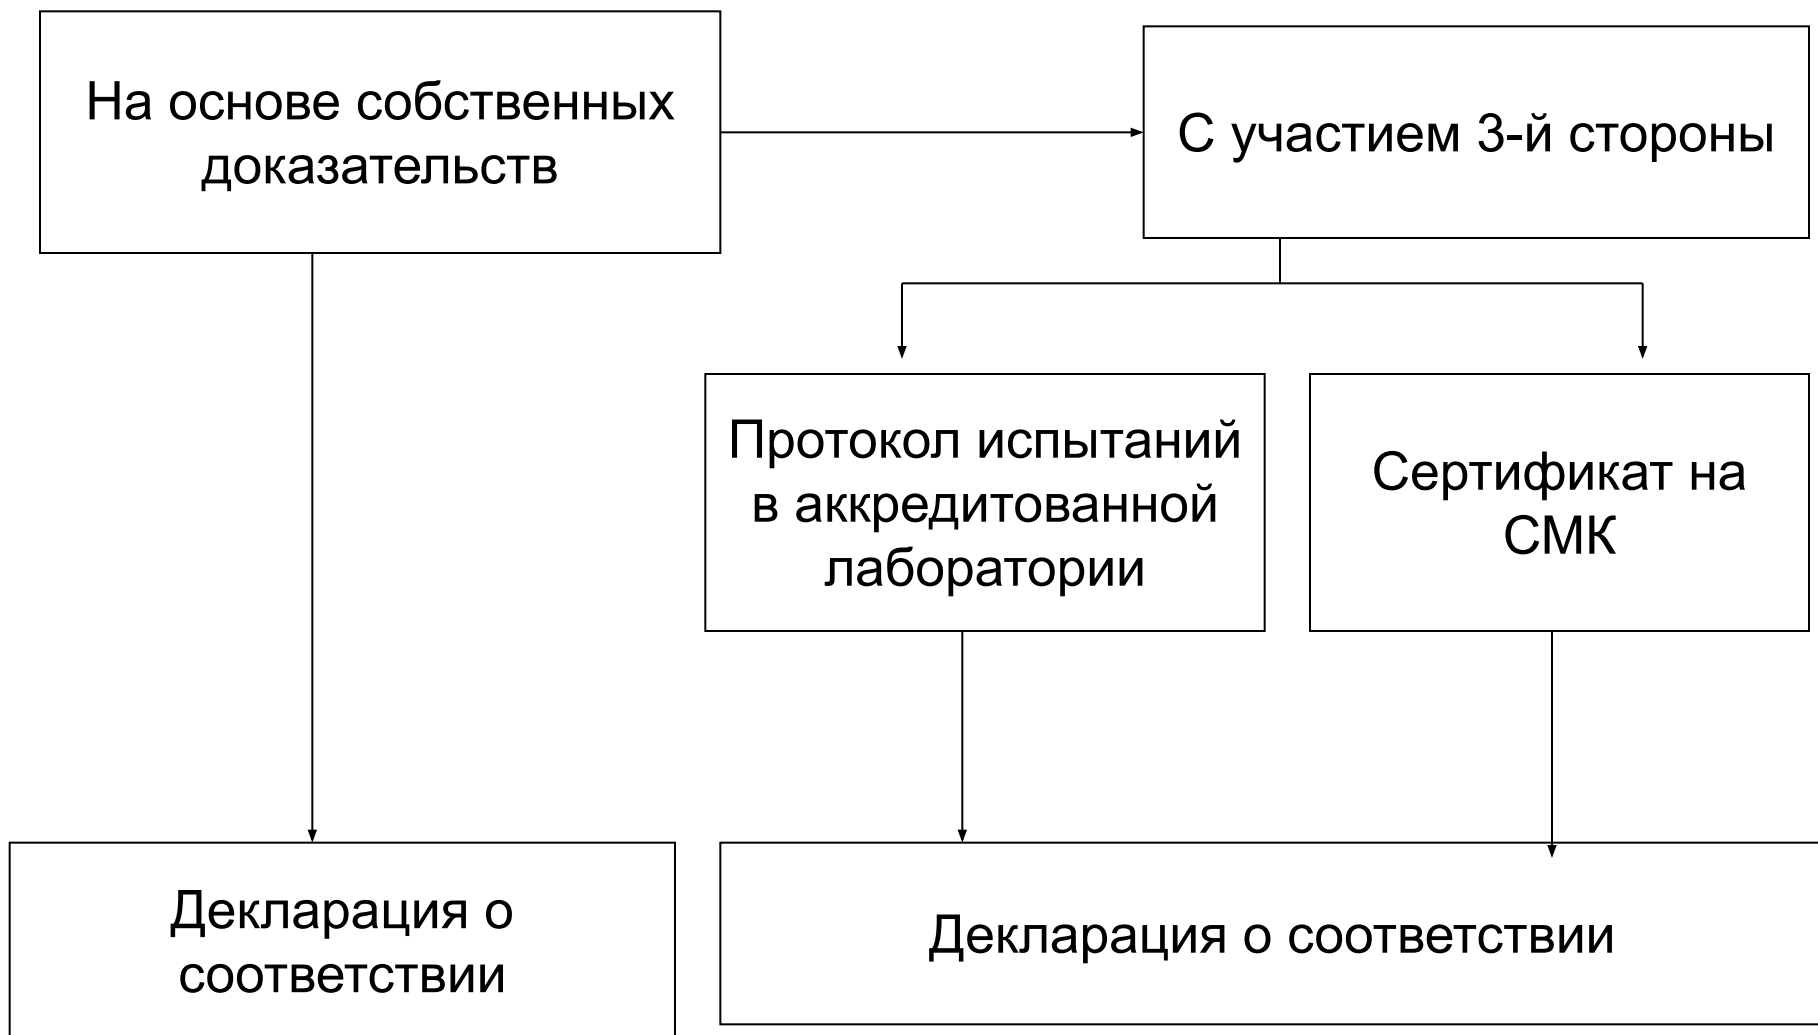 На основе собственных
доказательств
С участием 3-й стороны
Протокол испытаний
в аккредитованной
лаборатории
Сертификат на
СМК
Декларация о
соответствии
Декларация о соответствии